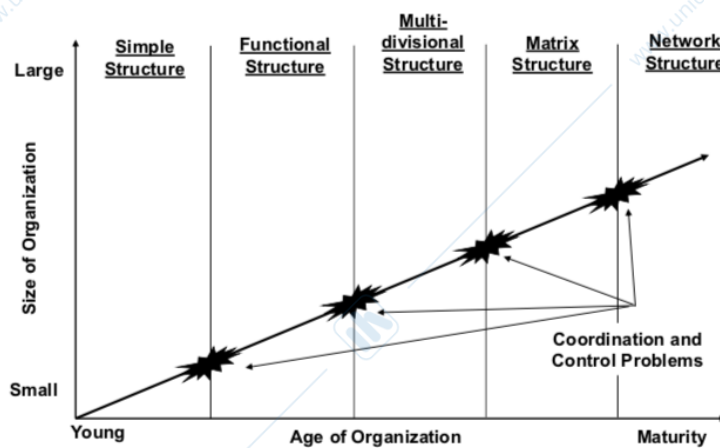 Simple
Structure
Functional
Structure
Multi-
divisional
Structure
Matrix
Structure
Network
Structure
Large
Size of Organization
Small
Coordination and
Control Problems
Young
Age of Organization
Maturity